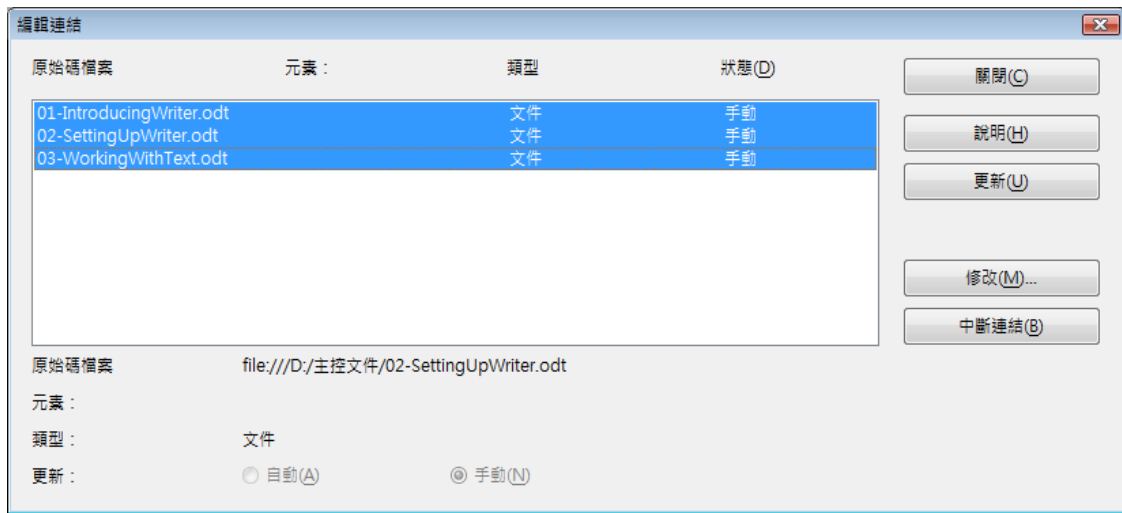 編輯連結
原始碼檔案 元素： 類型 狀態(D)
關閉(C)
01-IntroducingWriter.odt 文件 手動
02-SettingUpWriter.odt 文件 手動
說明(H)
03-WorkingWithText.odt 文件 手動
更新(U)
修改(M)...
中斷連結(B)
原始碼檔案 file:///D:/主控文件/02-SettingUpWriter.odt
元素：
類型： 文件
更新： 自動(A) 手動(N)